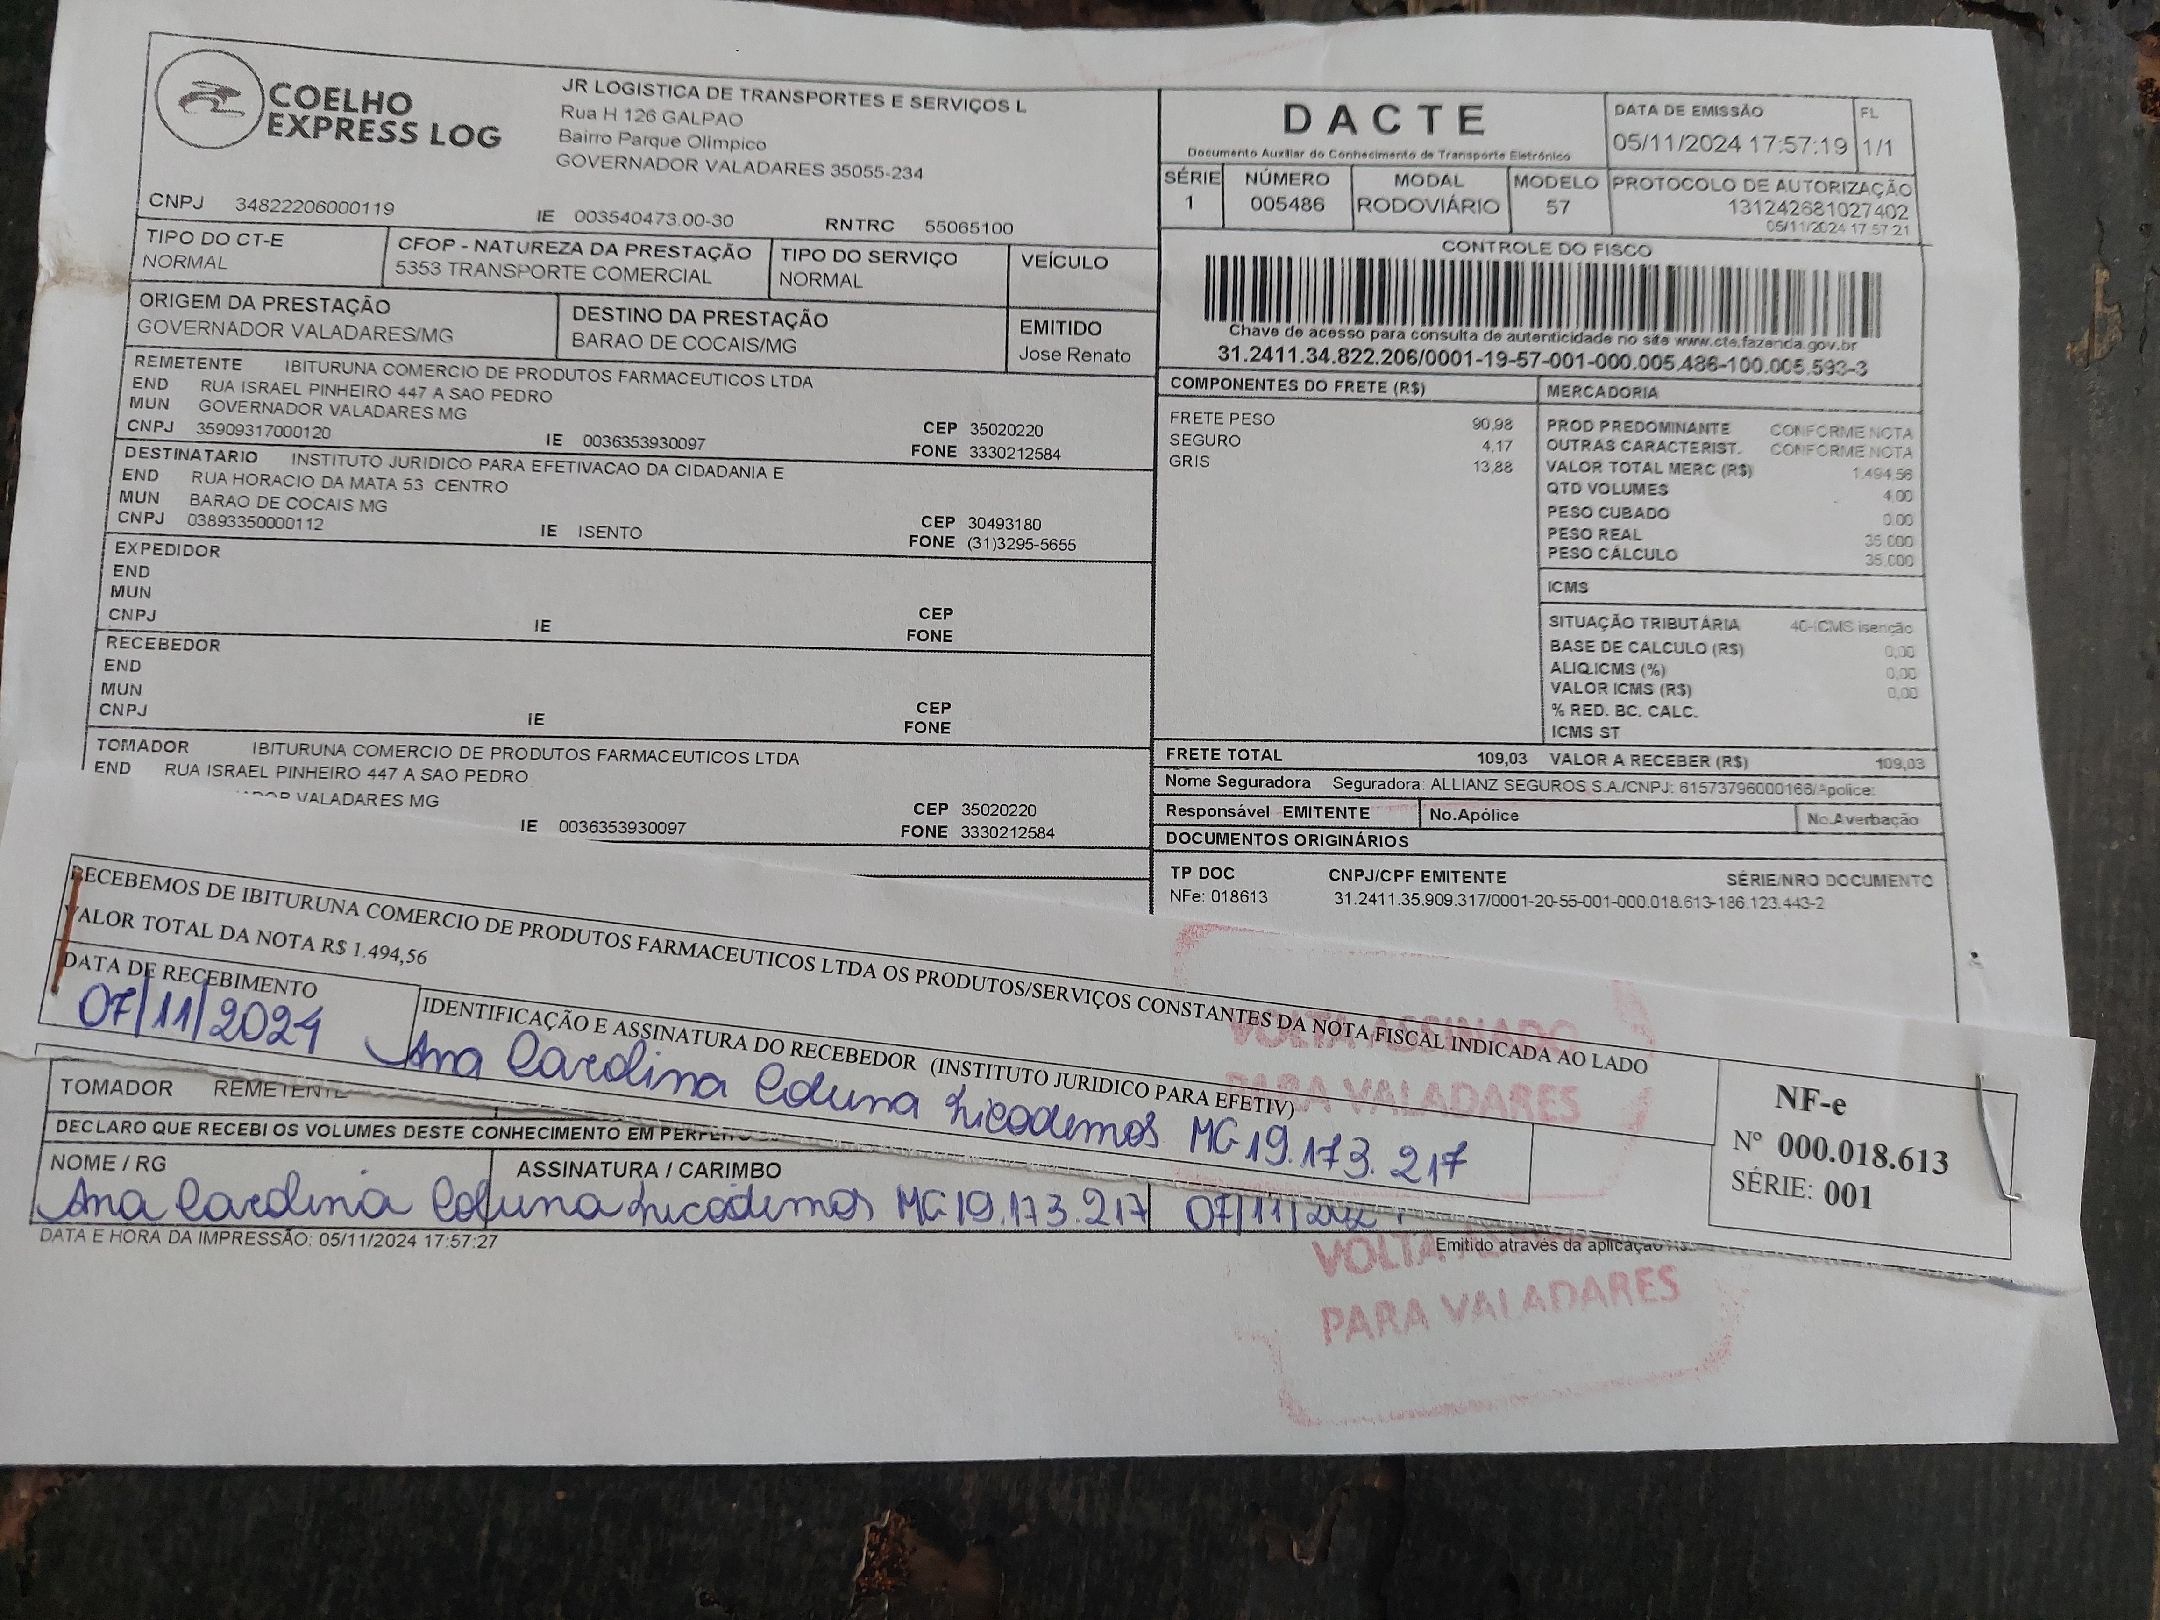 COELHO
EXPRESS LOG
JR LOGISTICA DE TRANSPORTES E SERVIÇOS L
Rua H 126 GALPAO
Bairro Parque Olimpico
GOVERNADOR VALADARES 35055-234
CNPJ 34822206000119 IE 003540473.00-30 RNTRC 55065100
TIPO DO CT-E
NORMAL
CFOP - NATUREZA DA PRESTAÇÃO
5353 TRANSPORTE COMERCIAL
TIPO DO SERVIÇO
NORMAL
VEÍCULO
ORIGEM DA PRESTAÇÃO
GOVERNADOR VALADARES/MG
DESTINO DA PRESTAÇÃO
BARAO DE COCAIS/MG
EMITIDO
Jose Renato
REMETENTE IBITURUNA COMERCIO DE PRODUTOS FARMACEUTICOS LTDA
END RUA ISRAEL PINHEIRO 447 A SAO PEDRO
MUN GOVERNADOR VALADARES MG CEP 35020220
CNPJ 35909317000120 IE 0036353930097 FONE 3330212584
DESTINATARIO INSTITUTO JURIDICO PARA EFETIVACAO DA CIDADANIA E
END RUA HORACIO DA MATA 53 CENTRO
MUN BARAO DE COCAIS MG CEP 30493180
CNPJ 03893350000112 IE ISENTO FONE (31)3295-5655
EXPEDIDOR
END
MUN CEP
CNPJ IE FONE
RECEBEDOR
END
MUN CEP
CNPJ IE FONE
TOMADOR IBITURUNA COMERCIO DE PRODUTOS FARMACEUTICOS LTDA
END RUA ISRAEL PINHEIRO 447 A SAO PEDRO
VALADARES MG CEP 35020220
IE 0036353930097 FONE 3330212584
DACTE
Documento Auxiliar do Conhecimento de Transporte Eletrônico
DATA DE EMISSÃO
05/11/2024 17:57:19
FL
1/1
SÉRIE
1
NÚMERO
005486
MODAL
RODOVIÁRIO
MODELO
57
PROTOCOLO DE AUTORIZAÇÃO
131242681027402
05/11/2024 17:57:21
CONTROLE DO FISCO
Chave de acesso para consulta de autenticidade no site www.cte.fazenda.gov.br
31.2411.34.822.206/0001-19-57-001-000.005.486-100.005.593-3
COMPONENTES DO FRETE (R$)
FRETE PESO 90,98
SEGURO 4,17
GRIS 13,88
MERCADORIA
PROD PREDOMINANTE CONFORME NOTA
OUTRAS CARACTERIST. CONFORME NOTA
VALOR TOTAL MERC (R$) 1.494,56
QTD VOLUMES 4,00
PESO CUBADO 0,00
PESO REAL 35,000
PESO CÁLCULO 35,000
ICMS
SITUAÇÃO TRIBUTÁRIA 40-ICMS isenção
BASE DE CALCULO (R$) 0,00
ALIQ.ICMS (%) 0,00
VALOR ICMS (R$) 0,00
% RED. BC. CALC.
ICMS ST
FRETE TOTAL 109,03 VALOR A RECEBER (R$) 109,03
Nome Seguradora Seguradora: ALLIANZ SEGUROS S.A/CNPJ: 61573796000166/Apolice:
Responsável EMITENTE No.Apólice No.Averbação
DOCUMENTOS ORIGINÁRIOS
TP DOC CNPJ/CPF EMITENTE SÉRIE/NRO DOCUMENTO
NFe: 018613 31.2411.35.909.317/0001-20-55-001-000.018.613-186.123.443-2
RECEBEMOS DE IBITURUNA COMERCIO DE PRODUTOS FARMACEUTICOS LTDA OS PRODUTOS/SERVIÇOS CONSTANTES DA NOTA FISCAL INDICADA AO LADO
VALOR TOTAL DA NOTA R$ 1.494,56
DATA DE RECEBIMENTO
07/11/2024
IDENTIFICAÇÃO E ASSINATURA DO RECEBEDOR (INSTITUTO JURIDICO PARA EFETIV)
Ana Carolina Coluna Nicodemos MG 19.173.217
NF-e
Nº 000.018.613
SÉRIE: 001
VOLTA ASSINADO
PARA VALADARES
TOMADOR REMETENTE
DECLARO QUE RECEBI OS VOLUMES DESTE CONHECIMENTO EM
NOME / RG
ASSINATURA / CARIMBO
Ana Carolina Coluna Nicodemos MG 19.173.217 07/11/
DATA E HORA DA IMPRESSÃO: 05/11/2024 17:57:27
Emitido através da aplicação
VOLTA
PARA VALADARES